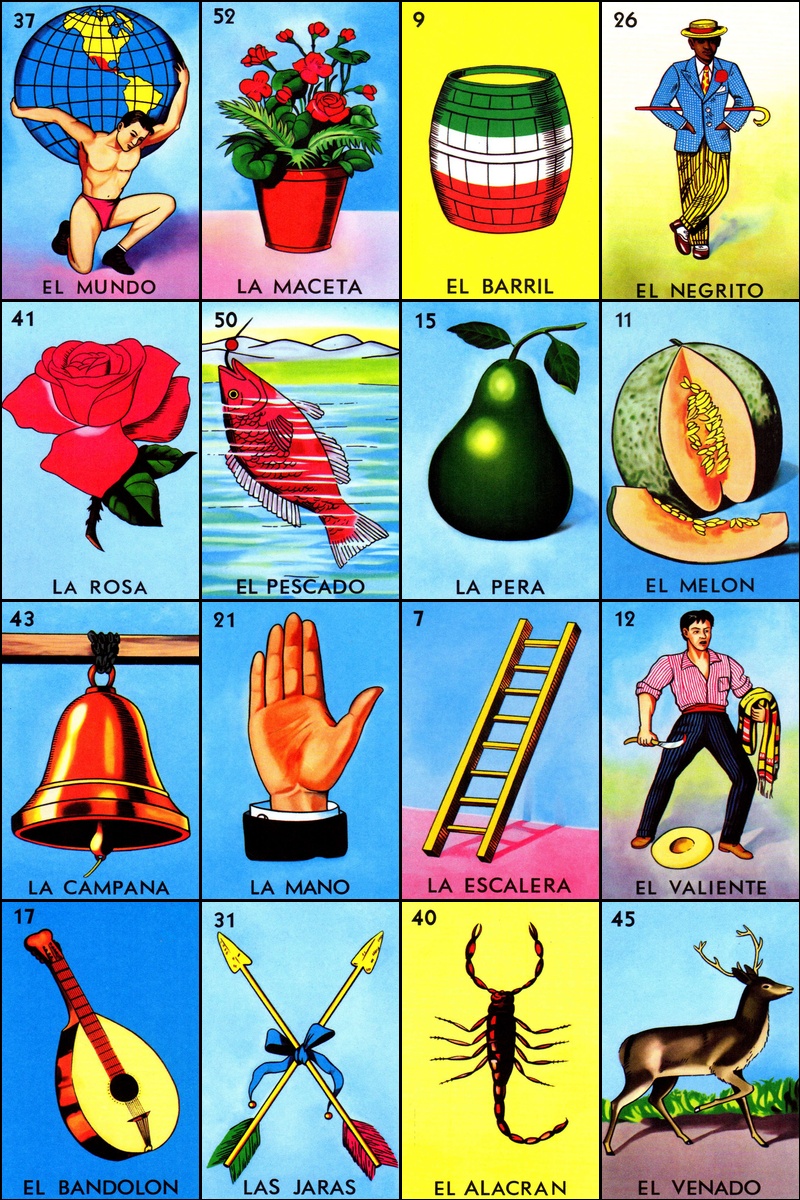 37
EL MUNDO
52
LA MACETA
9
EL BARRIL
26
EL NEGRITO
41
LA ROSA
50
EL PESCADO
15
LA PERA
11
EL MELON
43
LA CAMPANA
21
LA MANO
7
LA ESCALERA
12
EL VALIENTE
17
EL BANDOLON
31
LAS JARAS
40
EL ALACRAN
45
EL VENADO